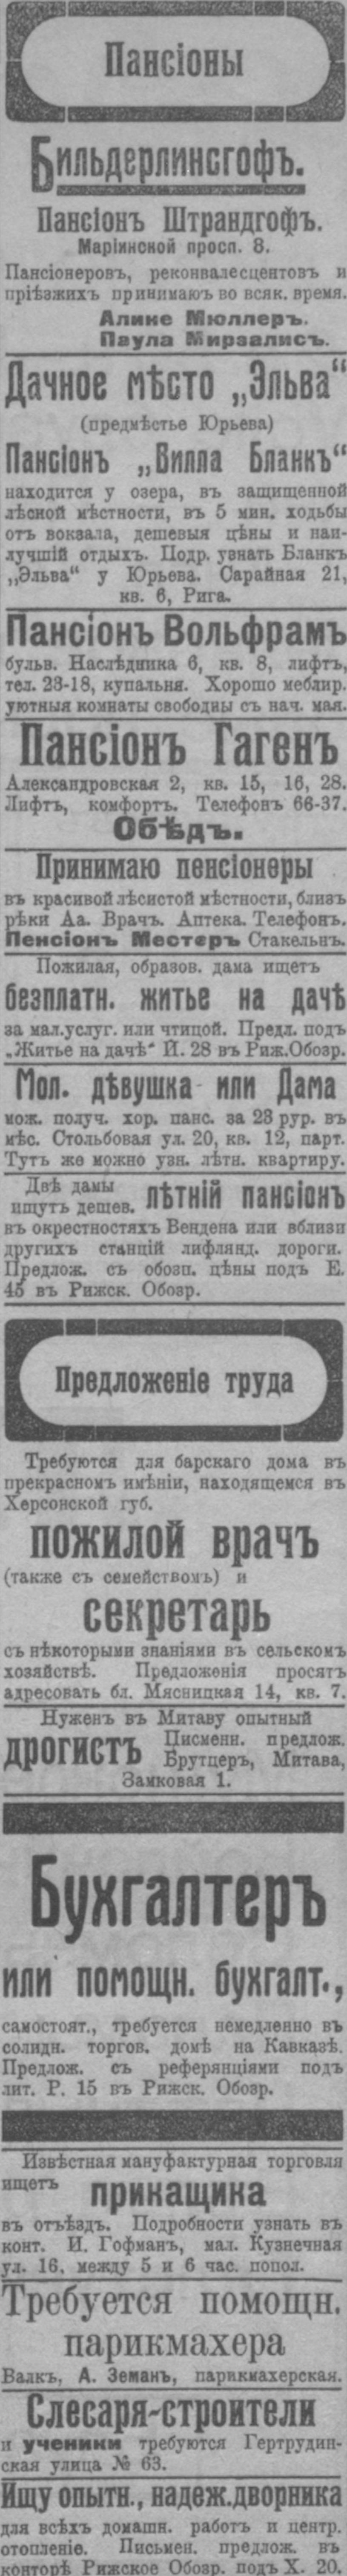 Пансіоны
Бильдерлинсгофъ.
Пансіонъ Штрандгофъ.
Маріинской просп. 8.
Пансіонеровъ, реконвалесцентовъ и
пріѣзжихъ принимаютъ во всяк. время.
Алине Мюллеръ.
Паула Мирзалисъ.
Дачное мѣсто „Эльва“
(предмѣстье Юрьева)
Пансіонъ „Вилла Бланкъ“
находится у озера, въ защищенной
лѣсной мѣстности, въ 5 мин. ходьбы
отъ вокзала, дешевыя цѣны и наи-
лучшій отдыхъ. Подр. узнать Бланкъ
„Эльва“ у Юрьева. Сарайная 21,
кв. 6, Рига.
Пансіонъ Вольфрамъ
бульв. Наслѣдника 6, кв. 8, лифтъ,
тел. 23-18, купальня. Хорошо меблир.
уютныя комнаты свободны съ нач. мая.
Пансіонъ Гагенъ
Александровская 2, кв. 15, 16, 28.
Лифтъ, комфортъ. Телефонъ 66-37.
Обѣдъ.
Принимаю пенсіонеры
въ красивой лѣсистой мѣстности, близъ
рѣки Аа. Врачъ. Аптека. Телефонъ.
Пенсіонъ Местеръ Стакельнъ.
Пожилая, образов. дама ищетъ
безплатн. житье на дачѣ
за мал.услуг. или чтицой. Предл. подъ
„Житье на дачѣ“ Й. 28 въ Риж.Обозр.
Мол. дѣвушка или Дама
мож. получ. хор. панс. за 23 рур. въ
мѣс. Столбовая ул. 20, кв. 12, парт.
Тутъ же можно узн. лѣтн. квартиру.
Двѣ дамы
ищутъ дешев. лѣтній пансіонъ
въ окрестностяхъ Вендена или вблизи
другихъ станцій лифлянд. дороги.
Предлож. съ обозн. цѣны подъ Е.
45 въ Рижск. Обозр.
Предложеніе труда
Требуются для барскаго дома въ
прекрасномъ имѣніи, находящемся въ
Херсонской губ.
пожилой врачъ
(также съ семействомъ) и
секретарь
съ нѣкоторыми знаніями въ сельскомъ
хозяйствѣ. Предложенія просятъ
адресовать бл. Мясницкая 14, кв. 7.
Нуженъ въ Митаву опытный
дрогистъ Писменн. предлож.
Брутцеръ, Митава,
Замковая 1.
Бухгалтеръ
или помощн. бухгалт.,
самостоят., требуется немедленно въ
солидн. торгов. домѣ на Кавказѣ.
Предлож. съ референціями подъ
лит. Р. 15 въ Рижск. Обозр.
Извѣстная мануфактурная торговля
ищетъ прикащика
въ отъѣздъ. Подробности узнать въ
конт. И. Гофманъ, мал. Кузнечная
ул. 16, между 5 и 6 час. попол.
Требуется помощн.
парикмахера
Валкъ, А. Земанъ, парикмахерская.
Слесаря-строители
и ученики требуются Гертрудин-
ская улица № 63.
Ищу опытн., надеж.дворника
для всѣхъ домашн. работъ и центр.
отопленіе. Письмен. предлож. въ
конторѣ Рижское Обозр. подъ Х. 20.